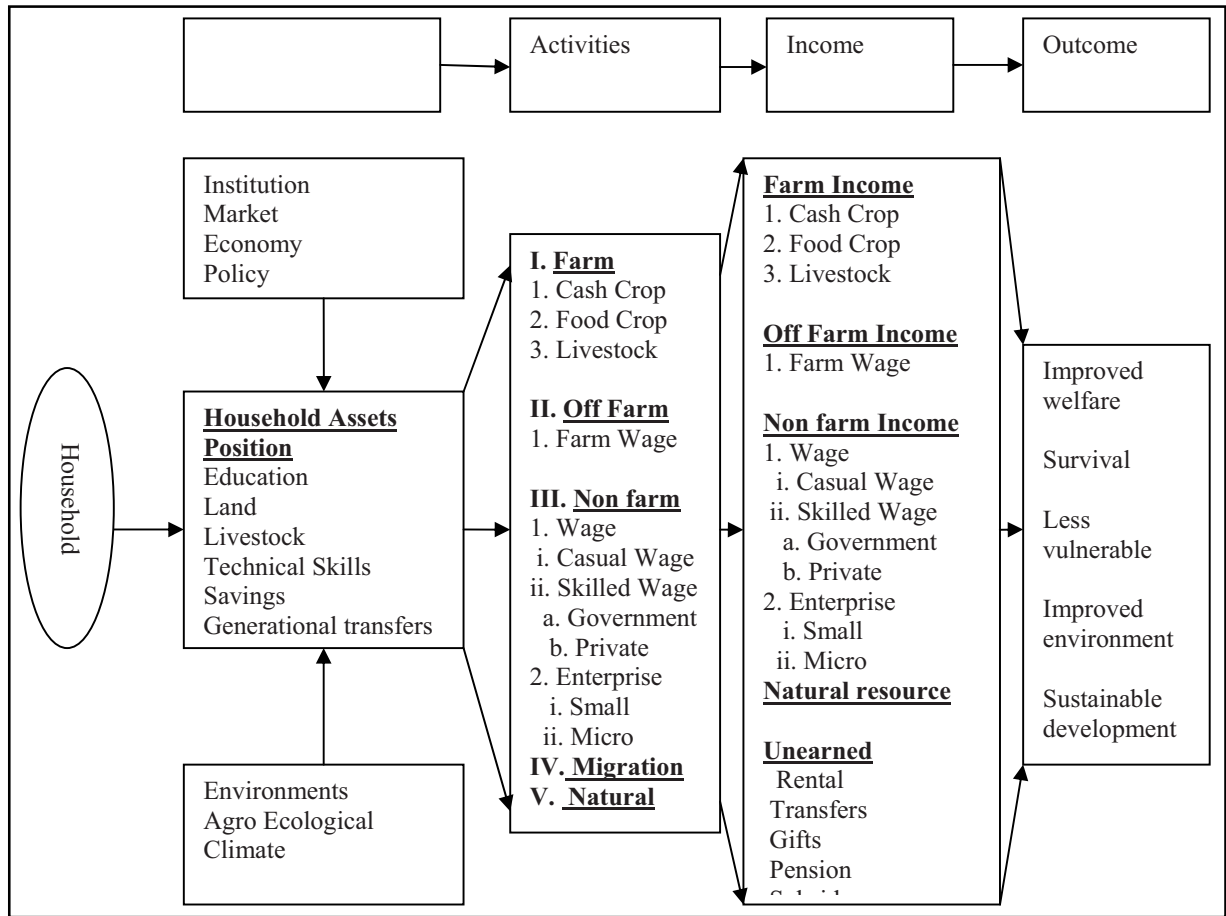 Activities
Income
Outcome
Institution
Market
Economy
Policy
Household
Household Assets
Position
Education
Land
Livestock
Technical Skills
Savings
Generational transfers
Environments
Agro Ecological
Climate
I. Farm
1. Cash Crop
2. Food Crop
3. Livestock
II. Off Farm
1. Farm Wage
III. Non farm
1. Wage
i. Casual Wage
ii. Skilled Wage
a. Government
b. Private
2. Enterprise
i. Small
ii. Micro
IV. Migration
V. Natural
Farm Income
1. Cash Crop
2. Food Crop
3. Livestock
Off Farm Income
1. Farm Wage
Non farm Income
1. Wage
i. Casual Wage
ii. Skilled Wage
a. Government
b. Private
2. Enterprise
i. Small
ii. Micro
Natural resource
Unearned
Rental
Transfers
Gifts
Pension
Improved
welfare
Survival
Less
vulnerable
Improved
environment
Sustainable
development